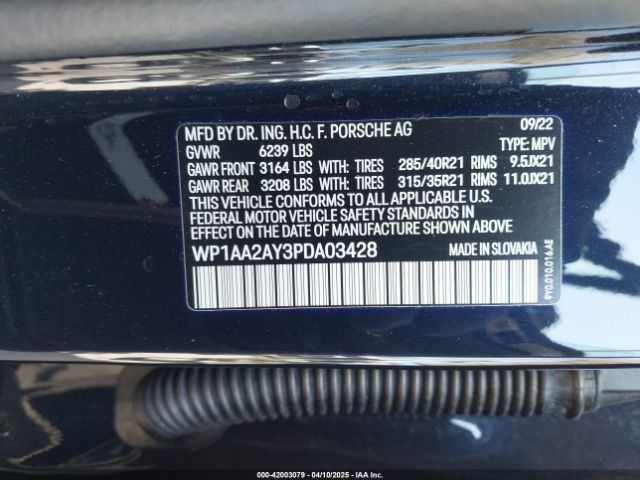 MFD BY DR. ING. H.C. F. PORSCHE AG 09/22
GVWR 6239 LBS TYPE: MPV
GAWR FRONT 3164 LBS WITH: TIRES 285/40R21 RIMS 9.5JX21
GAWR REAR 3208 LBS WITH: TIRES 315/35R21 RIMS 11.0JX21
THIS VEHICLE CONFORMS TO ALL APPLICABLE U.S.
FEDERAL MOTOR VEHICLE SAFETY STANDARDS IN
EFFECT ON THE DATE OF MANUFACTURE SHOWN ABOVE
WP1AA2AY3PDA03428 MADE IN SLOVAKIA
9Y0.010.016.AE
000-42003079 - 04/10/2025 - IAA Inc.